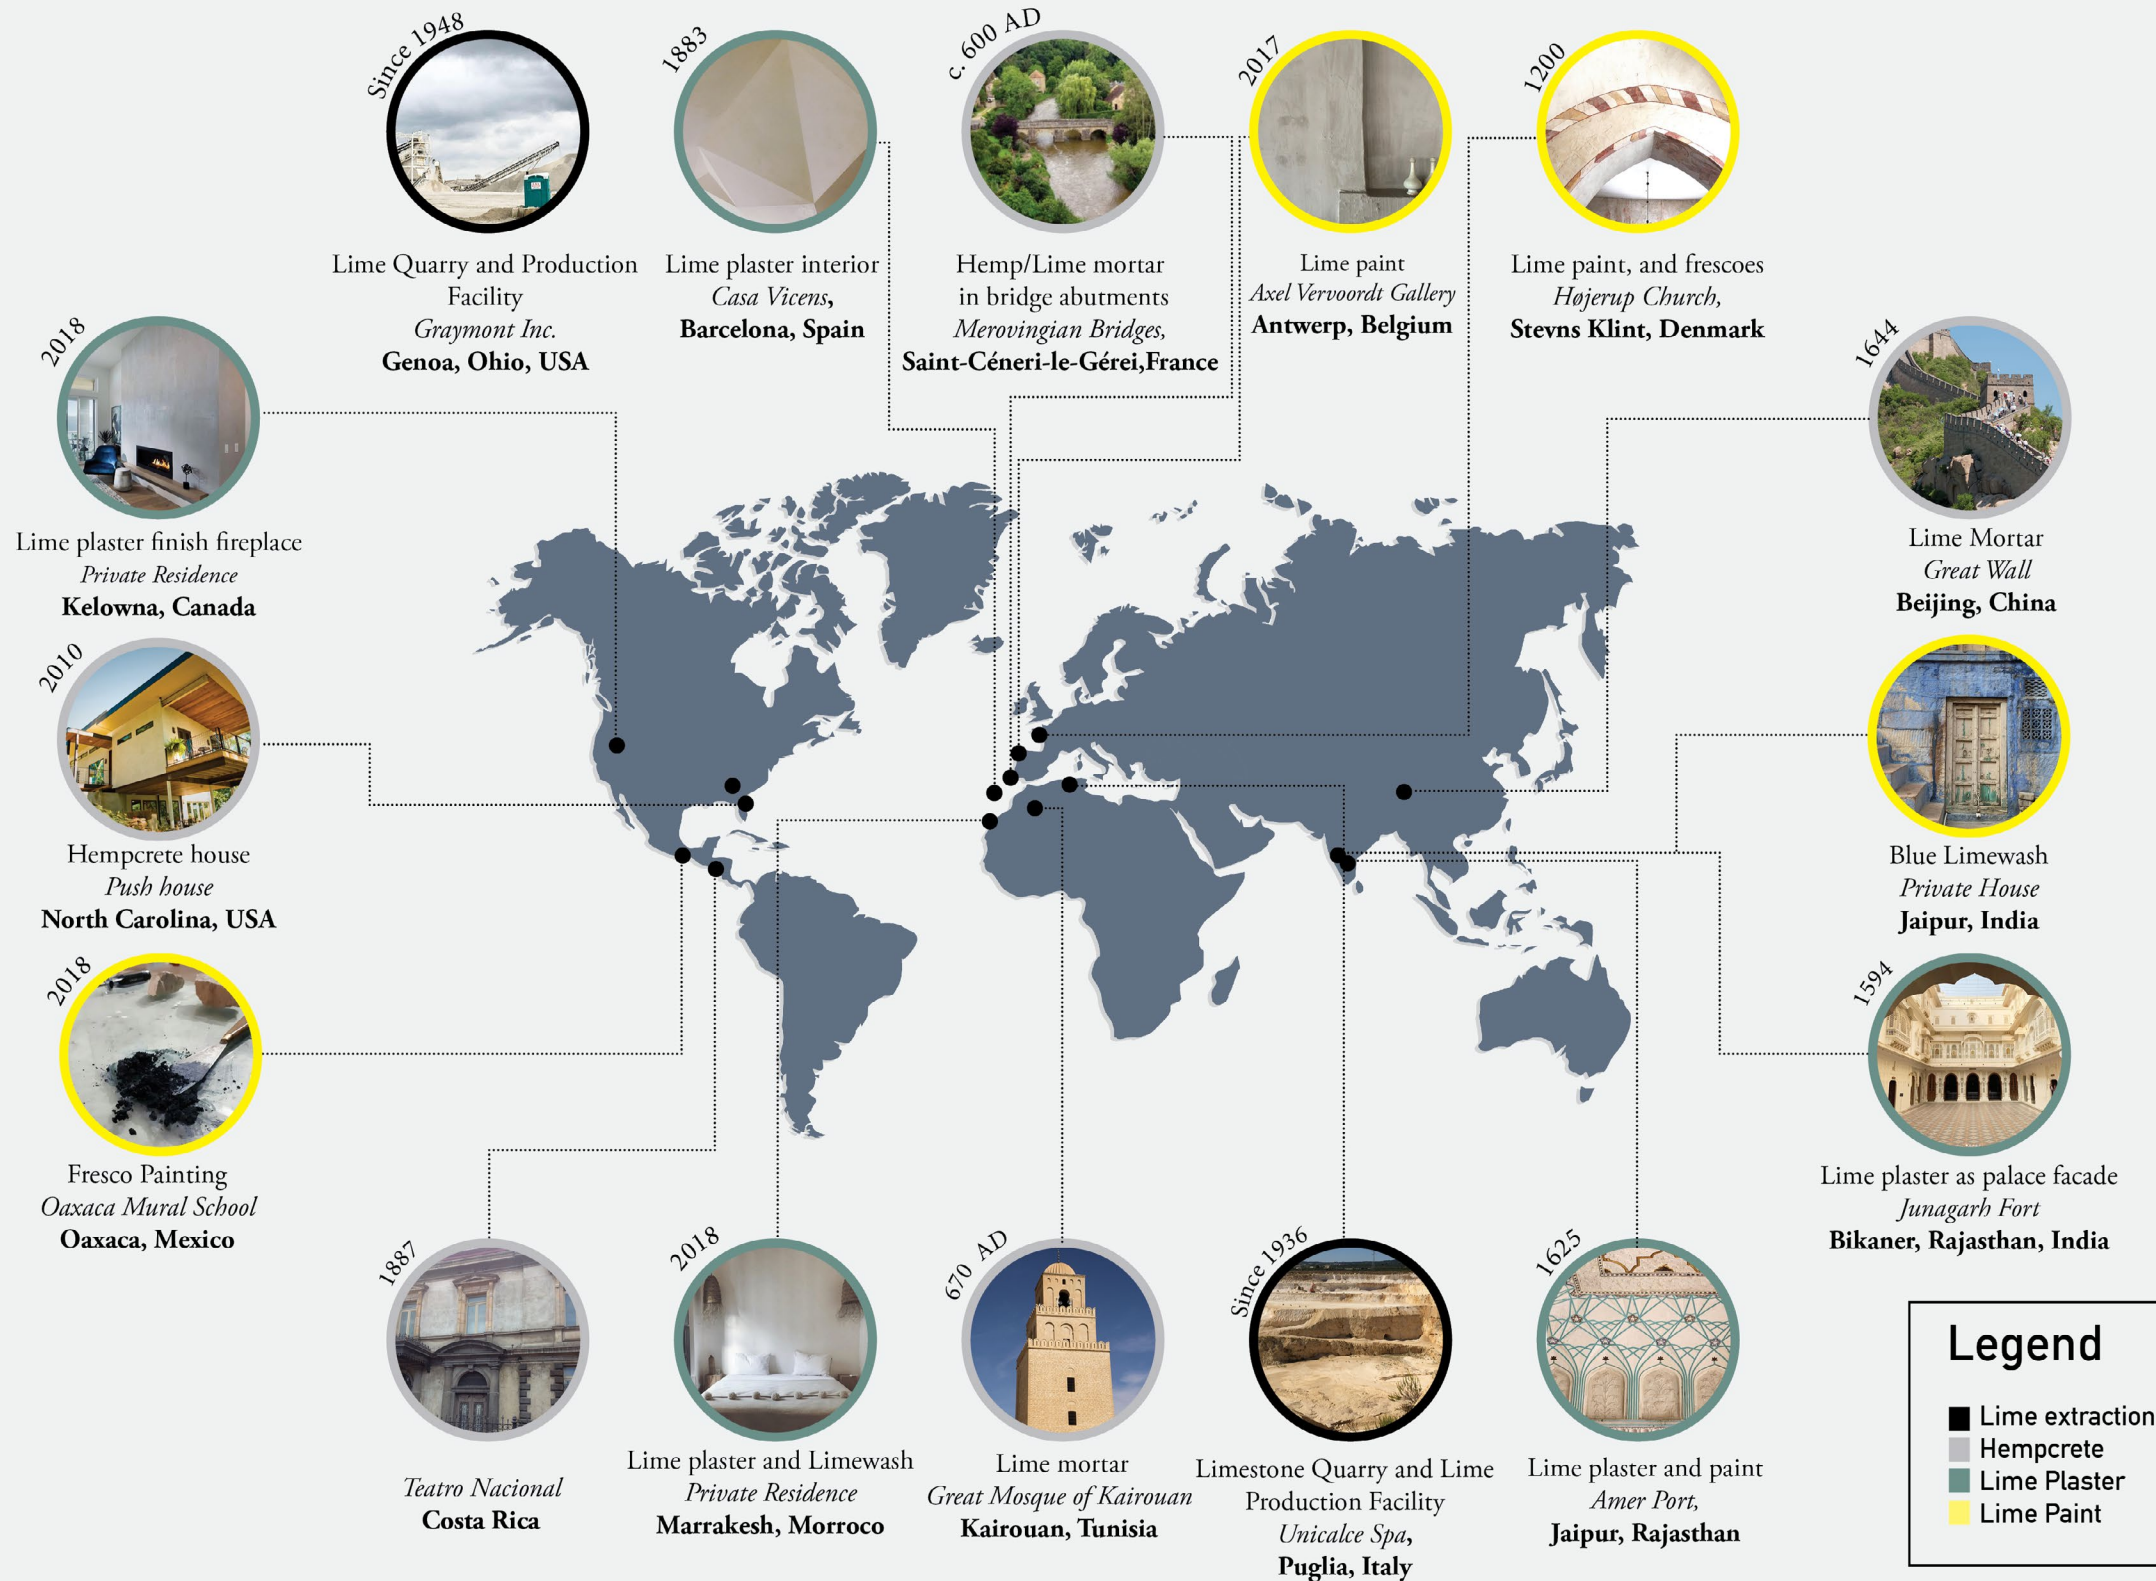 Since 1948
Lime Quarry and Production
Facility
Graymont Inc.
Genoa, Ohio, USA
1883
Lime plaster interior
Casa Vicens,
Barcelona, Spain
c. 600 AD
Hemp/Lime mortar
in bridge abutments
Merovingian Bridges,
Saint-Céneri-le-Gérei,France
2017
Lime paint
Axel Vervoordt Gallery
Antwerp, Belgium
1200
Lime paint, and frescoes
Højerup Church,
Stevns Klint, Denmark
2018
Lime plaster finish fireplace
Private Residence
Kelowna, Canada
1644
Lime Mortar
Great Wall
Beijing, China
2010
Hempcrete house
Push house
North Carolina, USA
Blue Limewash
Private House
Jaipur, India
2018
Fresco Painting
Oaxaca Mural School
Oaxaca, Mexico
1594
Lime plaster as palace facade
Junagarh Fort
Bikaner, Rajasthan, India
1887
Teatro Nacional
Costa Rica
2018
Lime plaster and Limewash
Private Residence
Marrakesh, Morroco
670 AD
Lime mortar
Great Mosque of Kairouan
Kairouan, Tunisia
Since 1936
Limestone Quarry and Lime
Production Facility
Unicalce Spa,
Puglia, Italy
1625
Lime plaster and paint
Amer Port,
Jaipur, Rajasthan
Legend
Lime extraction
Hempcrete
Lime Plaster
Lime Paint